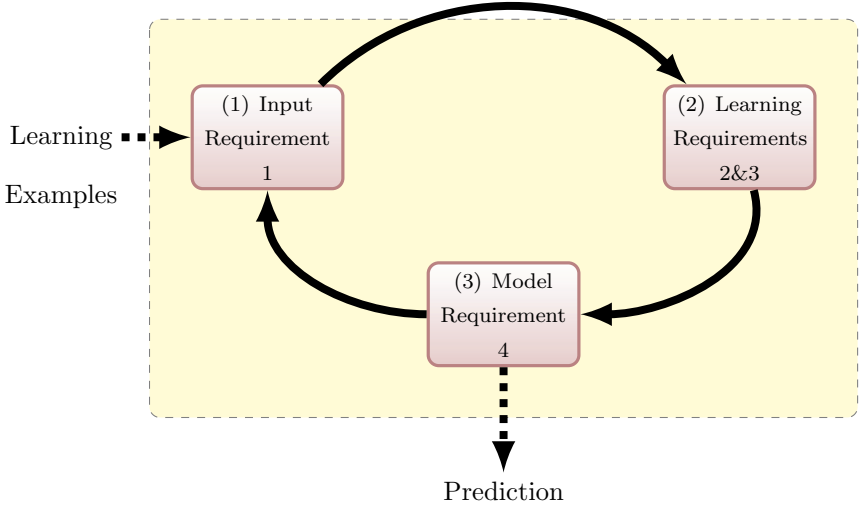 Learning
Examples
(1) Input
Requirement
1
(2) Learning
Requirements
2&3
(3) Model
Requirement
4
Prediction